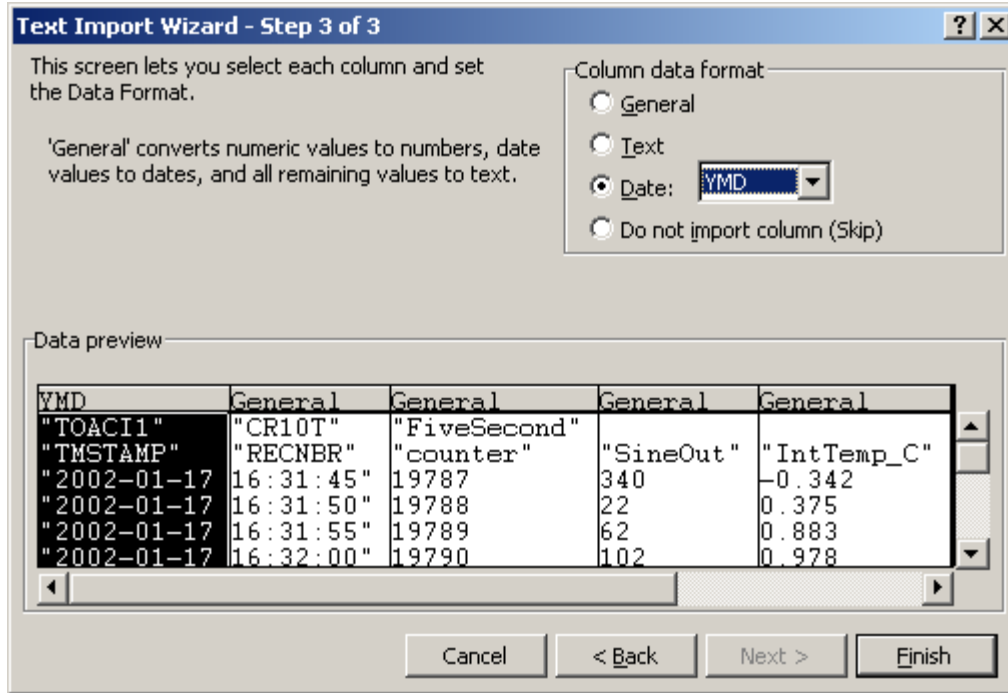 Text Import Wizard - Step 3 of 3
This screen lets you select each column and set
the Data Format.
'General' converts numeric values to numbers, date
values to dates, and all remaining values to text.
Column data format
General
Text
Date: YMD
Do not import column (Skip)
Data preview
YMD General General General General
"TOACI1" "CR10T" "FiveSecond"
"TMSTAMP" "RECNBR" "counter" "SineOut" "IntTemp_C"
"2002-01-17 16:31:45" 19787 340 -0.342
"2002-01-17 16:31:50" 19788 22 0.375
"2002-01-17 16:31:55" 19789 62 0.883
"2002-01-17 16:32:00" 19790 102 0.978
Cancel < Back Next > Finish